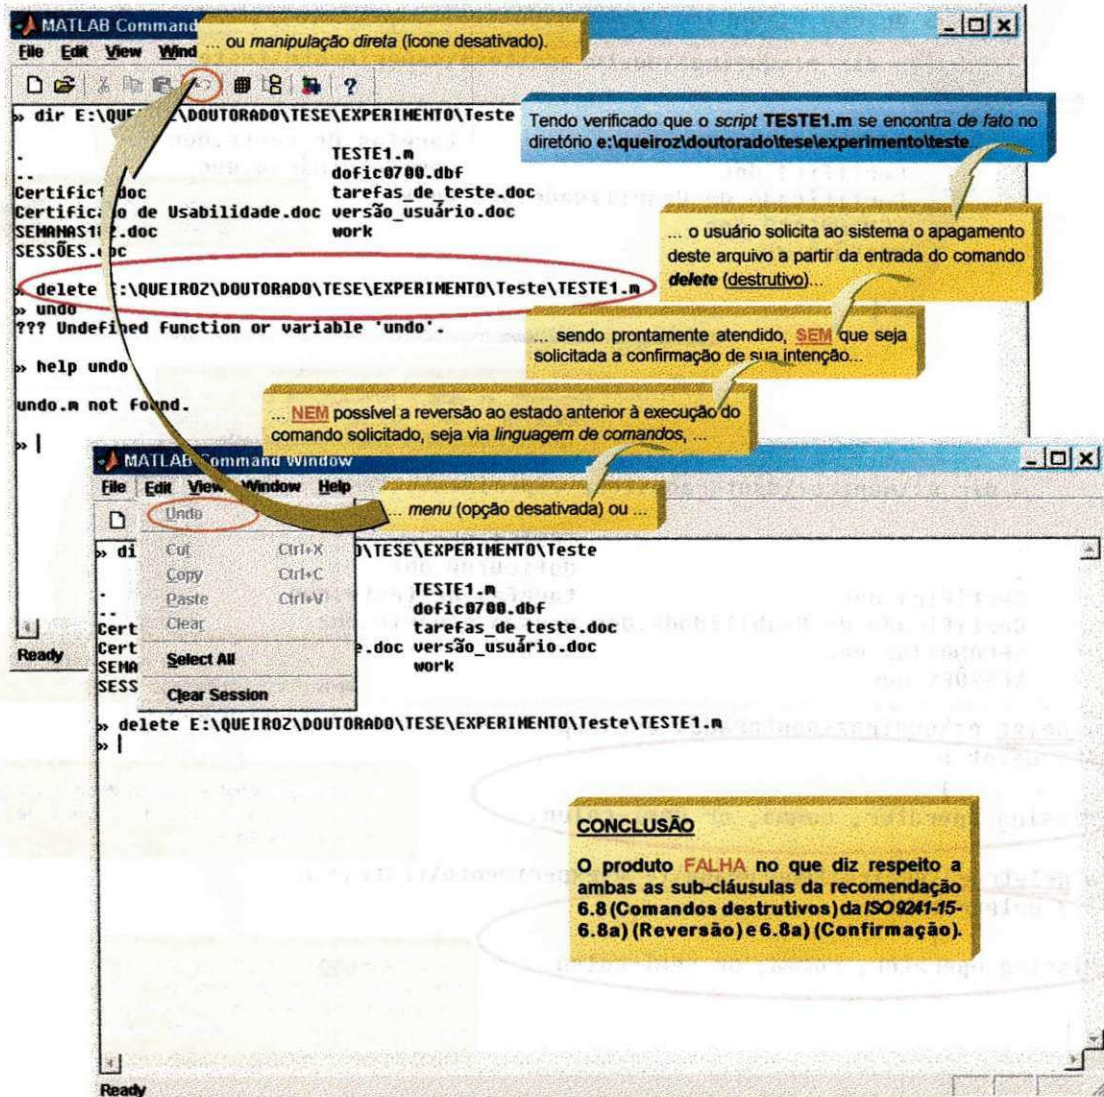 MATLAB Command
File Edit View Wind
... ou manipulação direta (ícone desativado).
» dir E:\QUE \DOUTORADO\TESE\EXPERIMENTO\Teste
. TESTE1.m
.. dofic0700.dbf
Certific1.doc tarefas_de_teste.doc
Certificado de Usabilidade.doc versão_usuário.doc
SEMANAS182.doc work
SESSÕES.doc
Tendo verificado que o script TESTE1.m se encontra de fato no
diretório e:\queiroz\doutorado\tese\experimento\teste...
... o usuário solicita ao sistema o apagamento
deste arquivo a partir da entrada do comando
delete (destrutivo)...
» delete E:\QUEIROZ\DOUTORADO\TESE\EXPERIMENTO\Teste\TESTE1.m
» undo
??? Undefined function or variable 'undo'.
... sendo prontamente atendido, SEM que seja
solicitada a confirmação de sua intenção...
» help undo
undo.m not found.
... NEM possível a reversão ao estado anterior à execução do
comando solicitado, seja via linguagem de comandos, ...
»
Ready
MATLAB Command Window
File Edit View Window Help
... menu (opção desativada) ou ...
Undo
Cut Ctrl+X
Copy Ctrl+C
Paste Ctrl+V
Clear
Select All
Clear Session
» di O\TESE\EXPERIMENTO\Teste
. TESTE1.m
.. dofic0700.dbf
Cert tarefas_de_teste.doc
Cert e.doc versão_usuário.doc
SEMA work
SESS
» delete E:\QUEIROZ\DOUTORADO\TESE\EXPERIMENTO\Teste\TESTE1.m
»
CONCLUSÃO
O produto FALHA no que diz respeito a
ambas as sub-cláusulas da recomendação
6.8 (Comandos destrutivos) da ISO 9241-15-
6.8a) (Reversão) e 6.8a) (Confirmação).
Ready